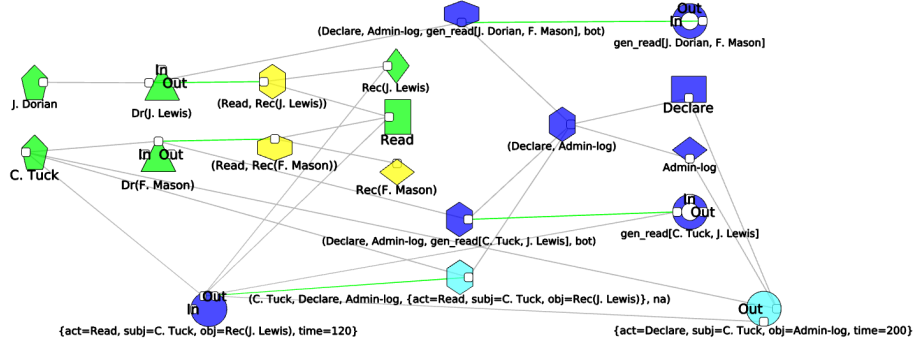 Out
In
(Declare, Admin-log, gen_read[J. Dorian, F. Mason], bot)
gen_read[J. Dorian, F. Mason]
In
Out
J. Dorian
Dr(J. Lewis)
(Read, Rec(J. Lewis))
Rec(J. Lewis)
Declare
Read
(Declare, Admin-log)
In Out
C. Tuck
Dr(F. Mason)
(Read, Rec(F. Mason))
Rec(F. Mason)
Admin-log
In
Out
(Declare, Admin-log, gen_read[C. Tuck, J. Lewis], bot)
gen_read[C. Tuck, J. Lewis]
Out
In
(C. Tuck, Declare, Admin-log, {act=Read, subj=C. Tuck, obj=Rec(J. Lewis)}, na)
Out
{act=Read, subj=C. Tuck, obj=Rec(J. Lewis), time=120}
{act=Declare, subj=C. Tuck, obj=Admin-log, time=200}